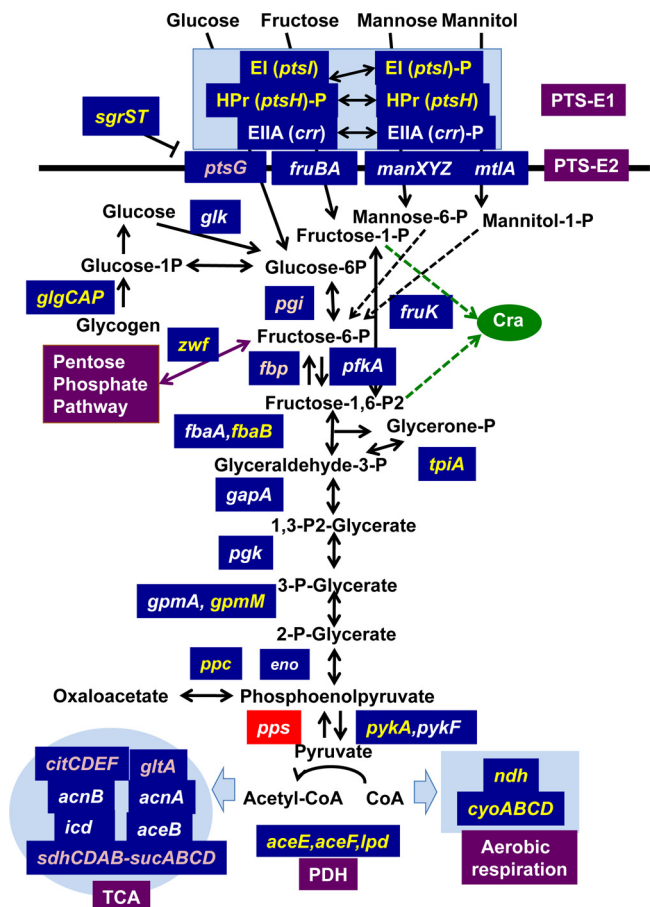 Glucose Fructose Mannose Mannitol
EI (ptsI) EI (ptsI)-P
HPr (ptsH)-P HPr (ptsH)
PTS-E1
sgrST
EIIA (crr) EIIA (crr)-P
ptsG fruBA manXYZ mtlA PTS-E2
Glucose glk Mannose-6-P Mannitol-1-P
Fructose-1-P
Glucose-1P Glucose-6P
glgCAP pgi fruK Cra
Glycogen
zwf Fructose-6-P
Pentose
Phosphate
Pathway
fbp pfkA
Fructose-1,6-P2
fbaA,fbaB Glycerone-P
Glyceraldehyde-3-P tpiA
gapA
1,3-P2-Glycerate
pgk
3-P-Glycerate
gpmA, gpmM
2-P-Glycerate
ppc eno
Oxaloacetate Phosphoenolpyruvate
pps pykA,pykF
Pyruvate
citCDEF gltA
ndh
acnB acnA Acetyl-CoA CoA cyoABCD
icd aceB
aceE,aceF,lpd Aerobic
respiration
sdhCDAB-sucABCD
PDH
TCA